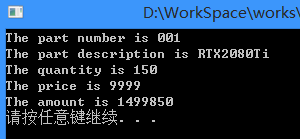 D:\WorkSpace\works\
The part number is 001
The part description is RTX2080Ti
The quantity is 150
The price is 9999
The amount is 1499850
请按任意键继续. . .